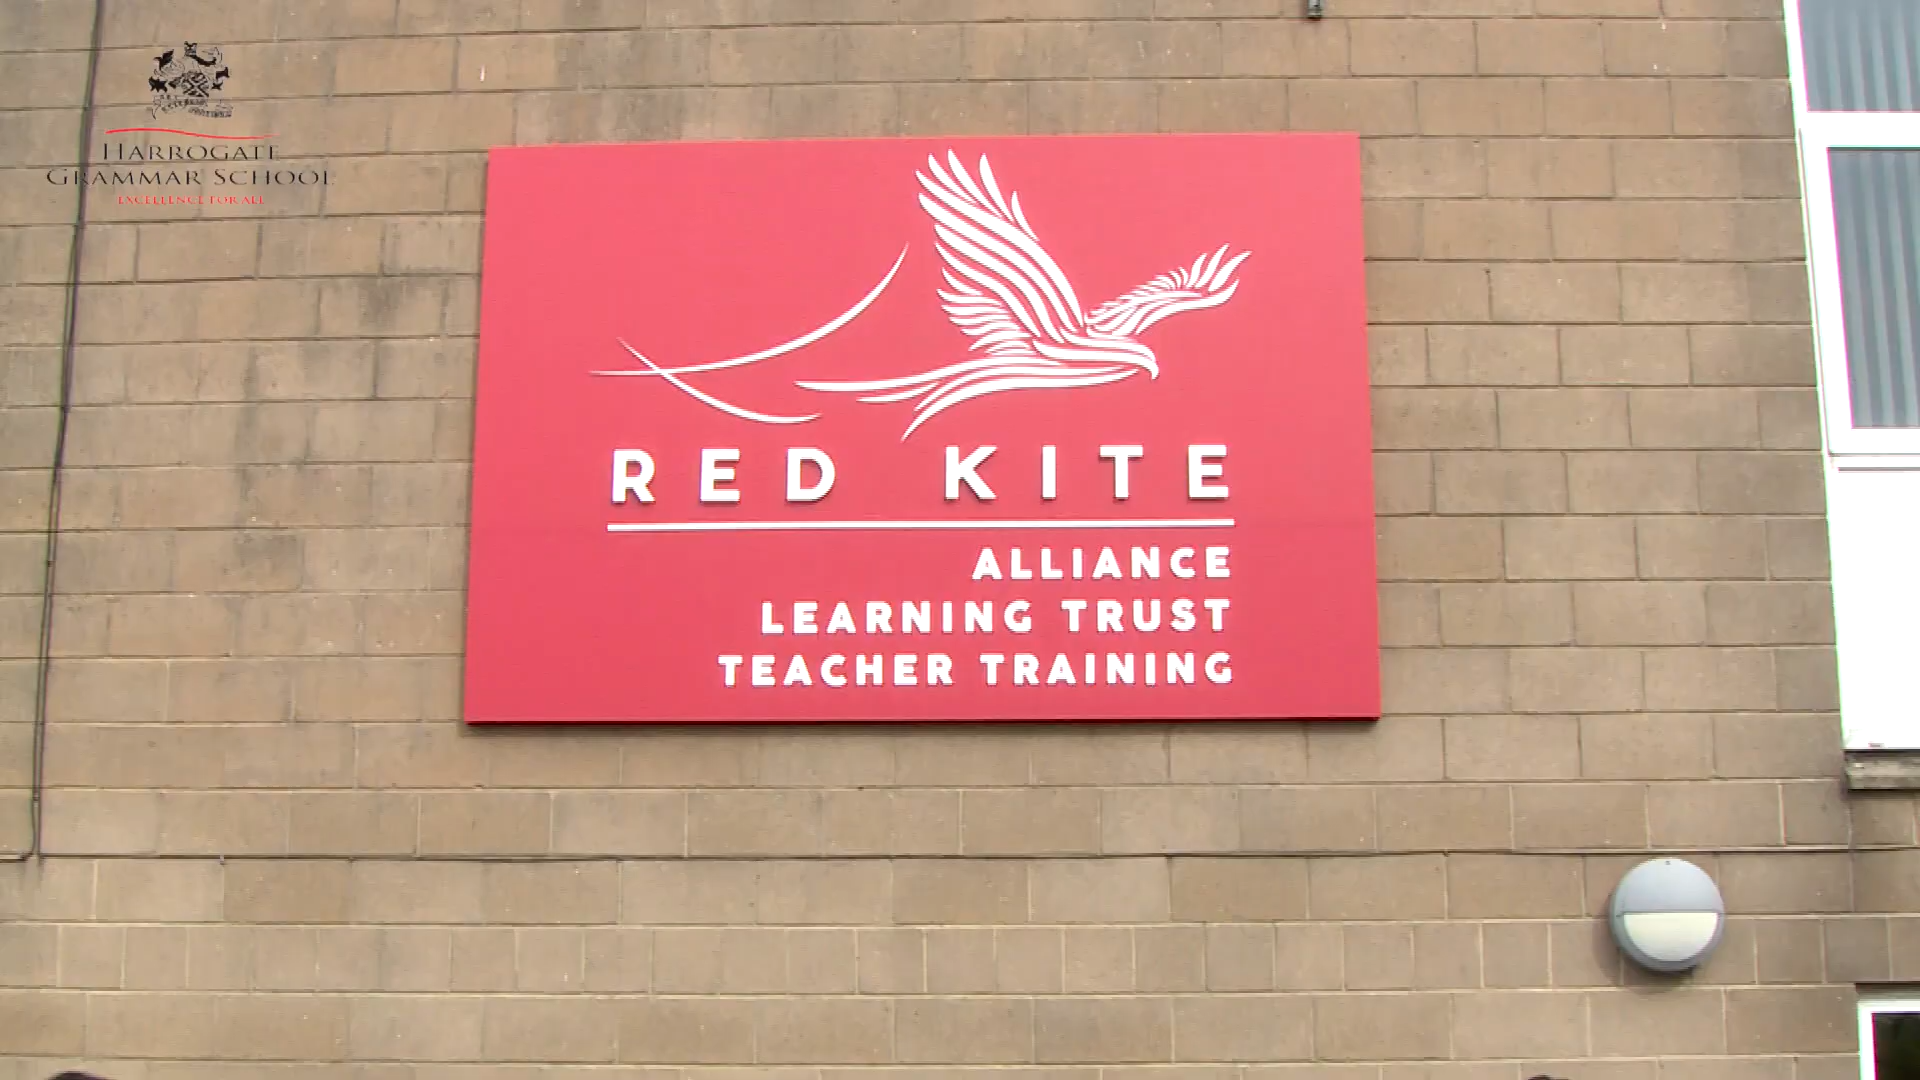 HARROGATE
GRAMMAR SCHOOL
EXCELLENCE FOR ALL
RED KITE
ALLIANCE
LEARNING TRUST
TEACHER TRAINING